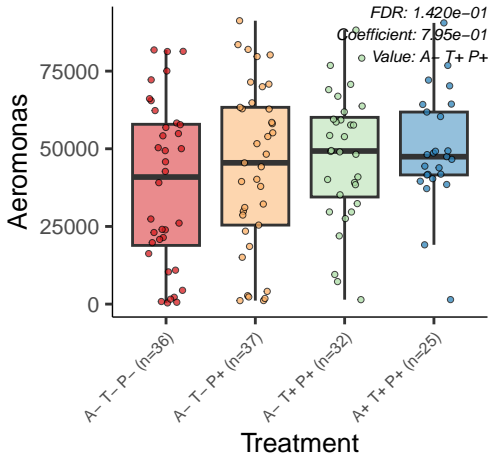 FDR: 1.420e−01
Coefficient: 7.95e−01
Value: A− T+ P+
Aeromonas
75000
50000
25000
0
A− T− P− (n=36)
A− T− P+ (n=37)
A− T+ P+ (n=32)
A+ T+ P+ (n=25)
Treatment